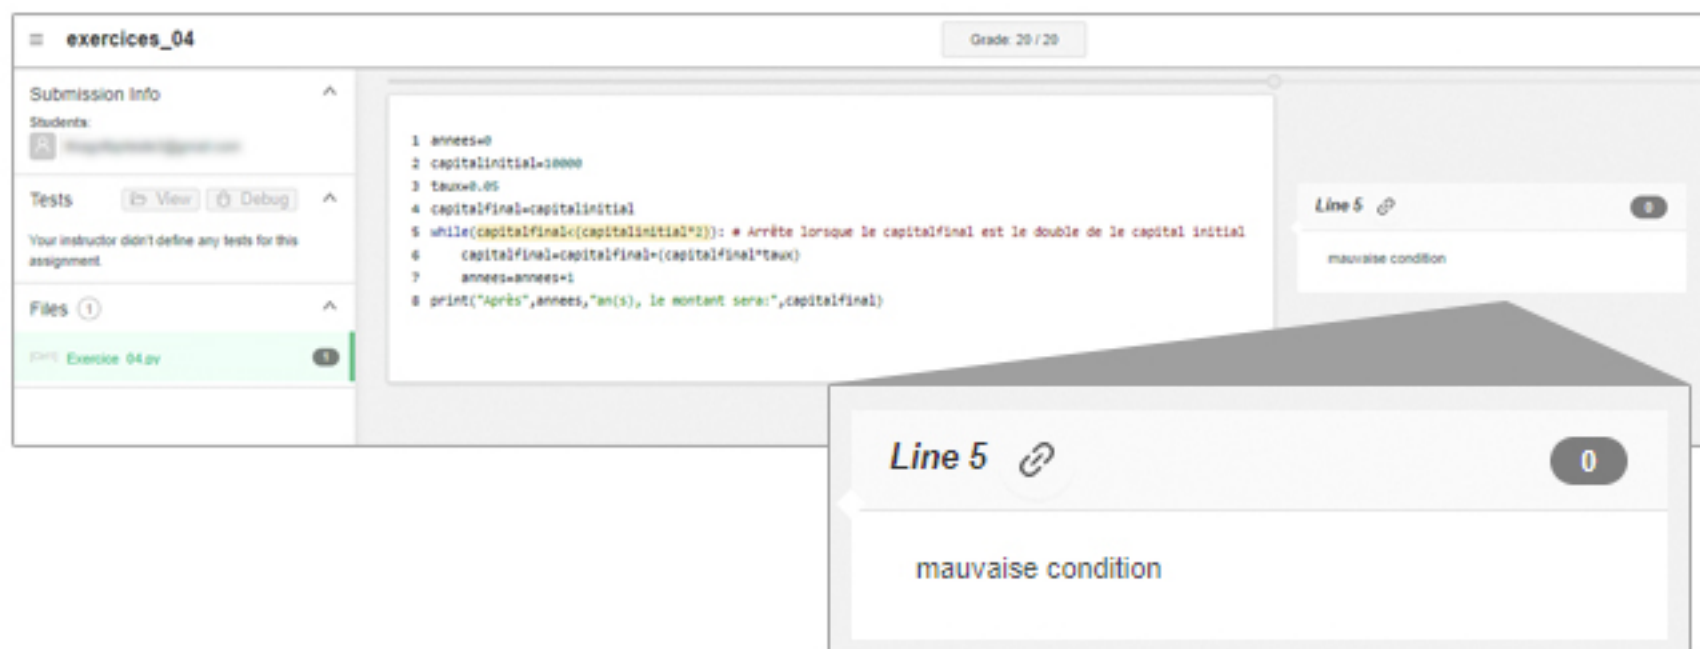 exercices_04
Grade: 20 / 20
Submission Info
Students:
Tests View Debug
Your instructor didn't define any tests for this
assignment.
Files 1
Exercice_04.py 1
1 annees=0
2 capitalinitial=10000
3 taux=0.05
4 capitalfinal=capitalinitial
5 while(capitalfinal<(capitalinitial*2)): # Arrête lorsque le capitalfinal est le double de le capital initial
6 capitalfinal=capitalfinal+(capitalfinal*taux)
7 annees=annees+1
8 print("Après",annees,"an(s), le montant sera:",capitalfinal)
Line 5 0
mauvaise condition
Line 5 0
mauvaise condition